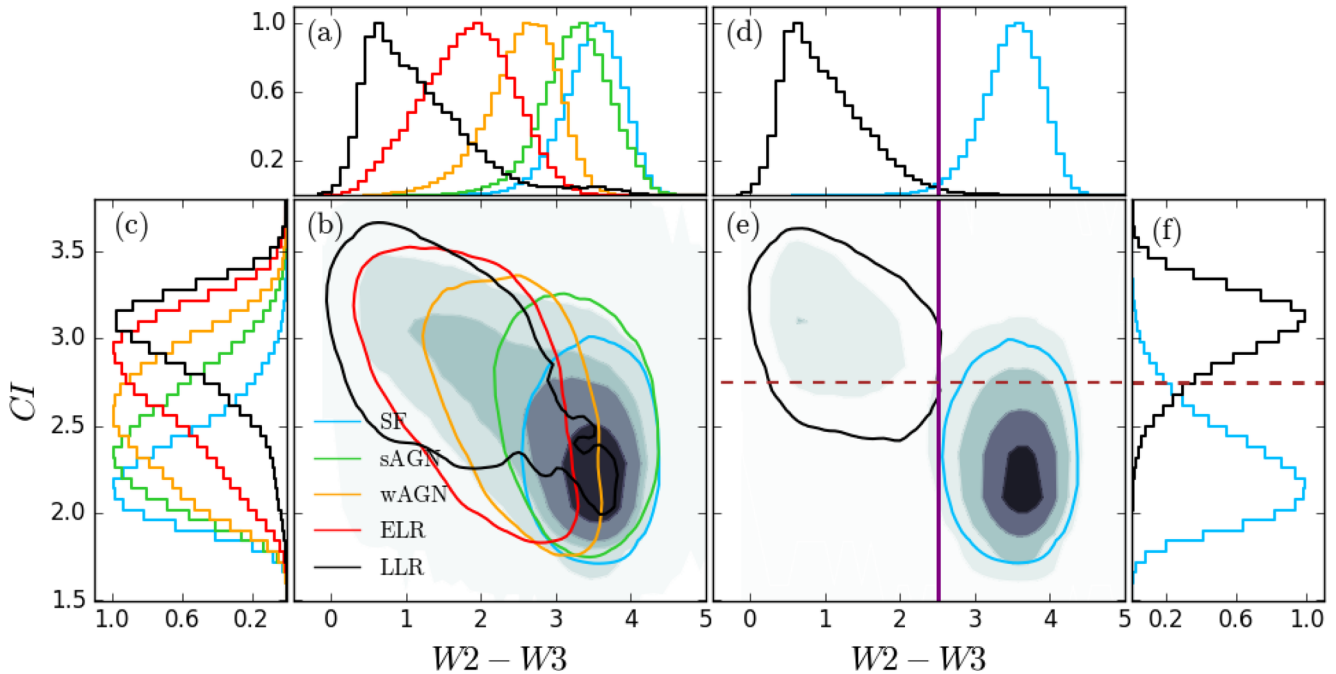 (a)
(d)
1.0
0.6
0.2
(c)
(b)
(e)
(f)
3.5
3.0
2.5
2.0
1.5
CI
SF
sAGN
wAGN
ELR
LLR
1.0 0.6 0.2
0 1 2 3 4 5
0 1 2 3 4 5
0.2 0.6 1.0
W2 − W3
W2 − W3